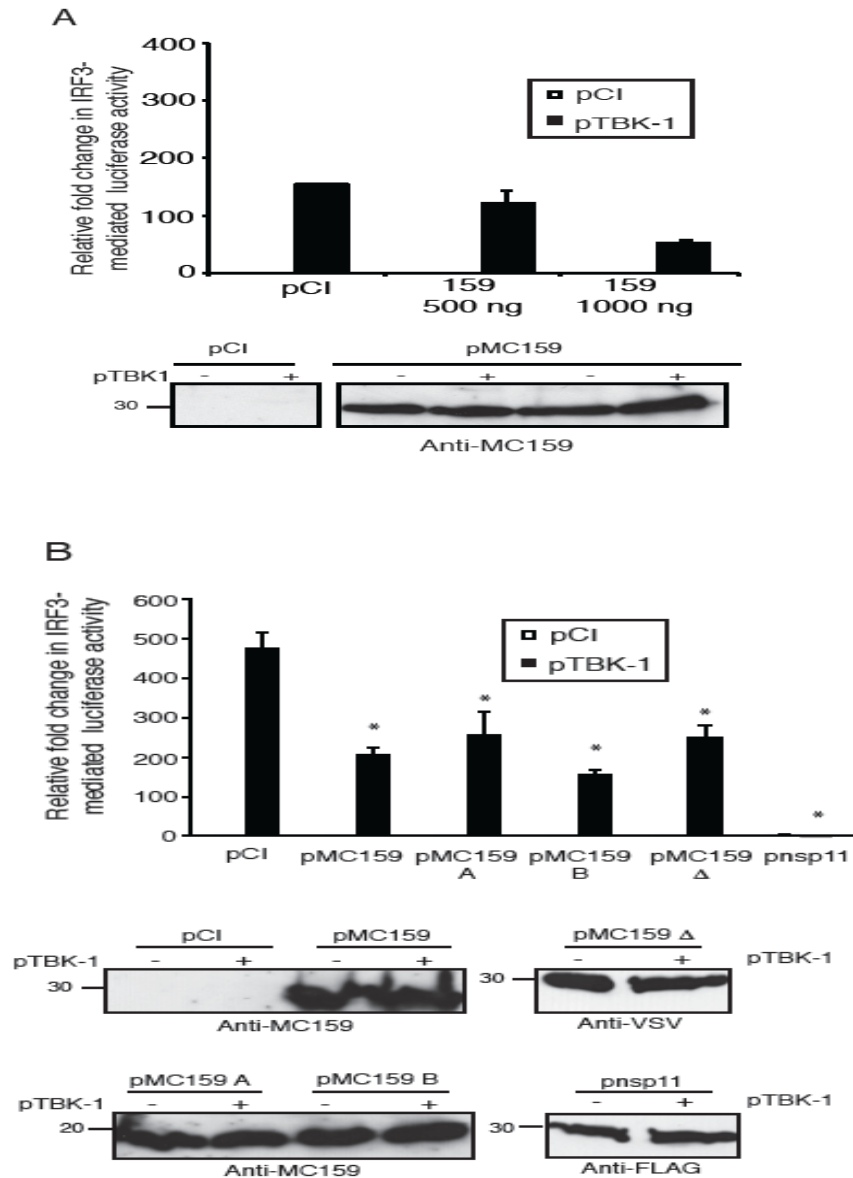 A
Relative fold change in IRF3-
mediated luciferase activity
400
300
200
100
0
pCI
pTBK-1
pCI
159
500 ng
159
1000 ng
pCI
pMC159
pTBK1 - + - + - +
30
Anti-MC159
B
Relative fold change in IRF3-
mediated luciferase activity
600
500
400
300
200
100
0
pCI
pTBK-1
* * * * *
pCI pMC159 pMC159 pMC159 pMC159 pnsp11
A B Δ
pCI
pMC159
pTBK-1 - + - +
30
Anti-MC159
pMC159 Δ
- + pTBK-1
30
Anti-VSV
pMC159 A
pMC159 B
pTBK-1 - + - +
20
Anti-MC159
pnsp11
- + pTBK-1
30
Anti-FLAG